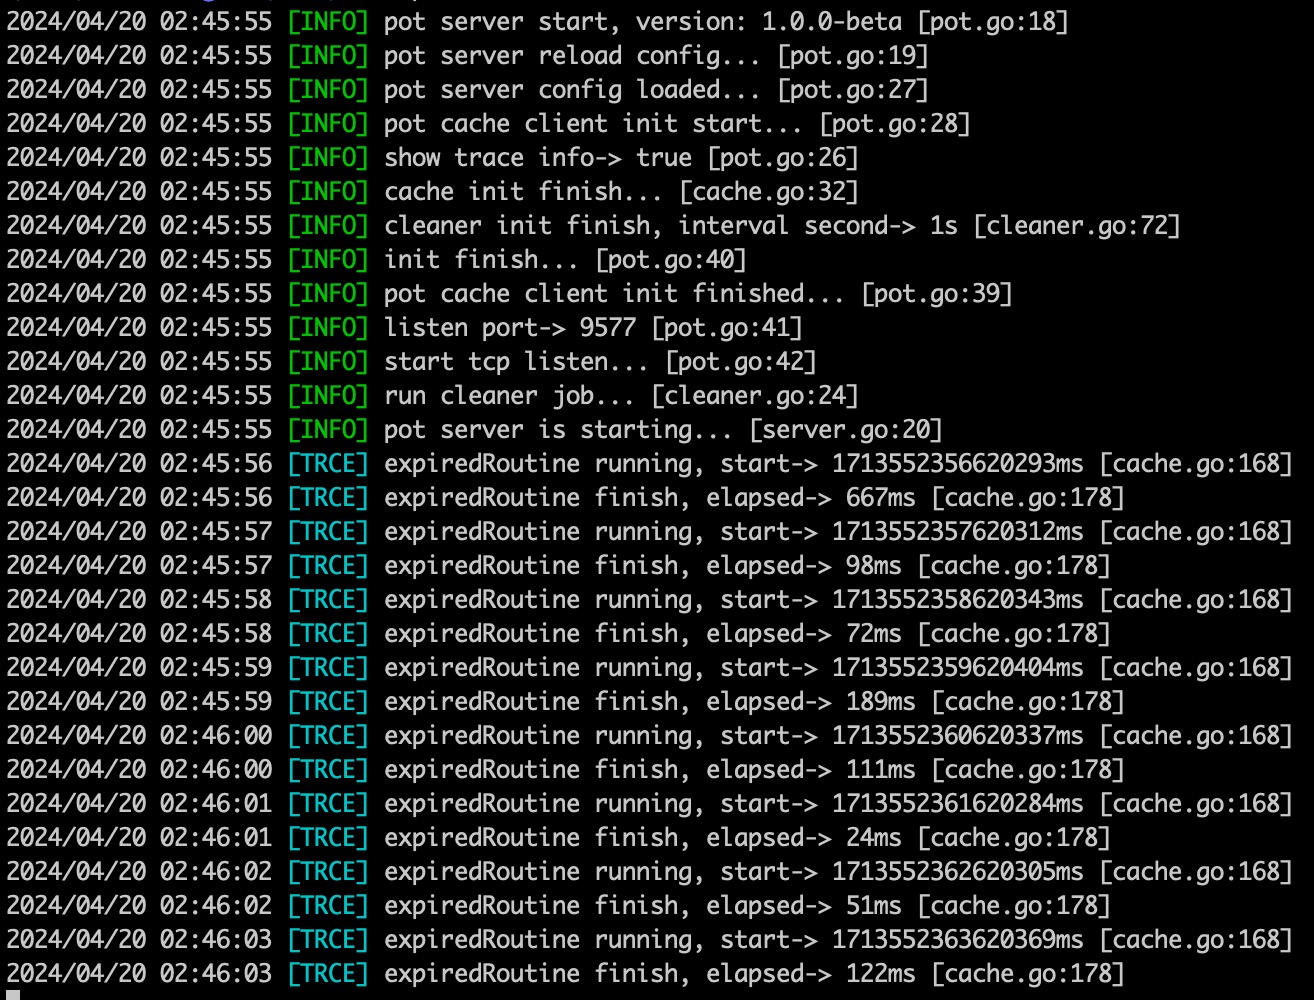 2024/04/20 02:45:55 [INFO] pot server start, version: 1.0.0-beta [pot.go:18]
2024/04/20 02:45:55 [INFO] pot server reload config... [pot.go:19]
2024/04/20 02:45:55 [INFO] pot server config loaded... [pot.go:27]
2024/04/20 02:45:55 [INFO] pot cache client init start... [pot.go:28]
2024/04/20 02:45:55 [INFO] show trace info-> true [pot.go:26]
2024/04/20 02:45:55 [INFO] cache init finish... [cache.go:32]
2024/04/20 02:45:55 [INFO] cleaner init finish, interval second-> 1s [cleaner.go:72]
2024/04/20 02:45:55 [INFO] init finish... [pot.go:40]
2024/04/20 02:45:55 [INFO] pot cache client init finished... [pot.go:39]
2024/04/20 02:45:55 [INFO] listen port-> 9577 [pot.go:41]
2024/04/20 02:45:55 [INFO] start tcp listen... [pot.go:42]
2024/04/20 02:45:55 [INFO] run cleaner job... [cleaner.go:24]
2024/04/20 02:45:55 [INFO] pot server is starting... [server.go:20]
2024/04/20 02:45:56 [TRCE] expiredRoutine running, start-> 1713552356620293ms [cache.go:168]
2024/04/20 02:45:56 [TRCE] expiredRoutine finish, elapsed-> 667ms [cache.go:178]
2024/04/20 02:45:57 [TRCE] expiredRoutine running, start-> 1713552357620312ms [cache.go:168]
2024/04/20 02:45:57 [TRCE] expiredRoutine finish, elapsed-> 98ms [cache.go:178]
2024/04/20 02:45:58 [TRCE] expiredRoutine running, start-> 1713552358620343ms [cache.go:168]
2024/04/20 02:45:58 [TRCE] expiredRoutine finish, elapsed-> 72ms [cache.go:178]
2024/04/20 02:45:59 [TRCE] expiredRoutine running, start-> 1713552359620404ms [cache.go:168]
2024/04/20 02:45:59 [TRCE] expiredRoutine finish, elapsed-> 189ms [cache.go:178]
2024/04/20 02:46:00 [TRCE] expiredRoutine running, start-> 1713552360620337ms [cache.go:168]
2024/04/20 02:46:00 [TRCE] expiredRoutine finish, elapsed-> 111ms [cache.go:178]
2024/04/20 02:46:01 [TRCE] expiredRoutine running, start-> 1713552361620284ms [cache.go:168]
2024/04/20 02:46:01 [TRCE] expiredRoutine finish, elapsed-> 24ms [cache.go:178]
2024/04/20 02:46:02 [TRCE] expiredRoutine running, start-> 1713552362620305ms [cache.go:168]
2024/04/20 02:46:02 [TRCE] expiredRoutine finish, elapsed-> 51ms [cache.go:178]
2024/04/20 02:46:03 [TRCE] expiredRoutine running, start-> 1713552363620369ms [cache.go:168]
2024/04/20 02:46:03 [TRCE] expiredRoutine finish, elapsed-> 122ms [cache.go:178]